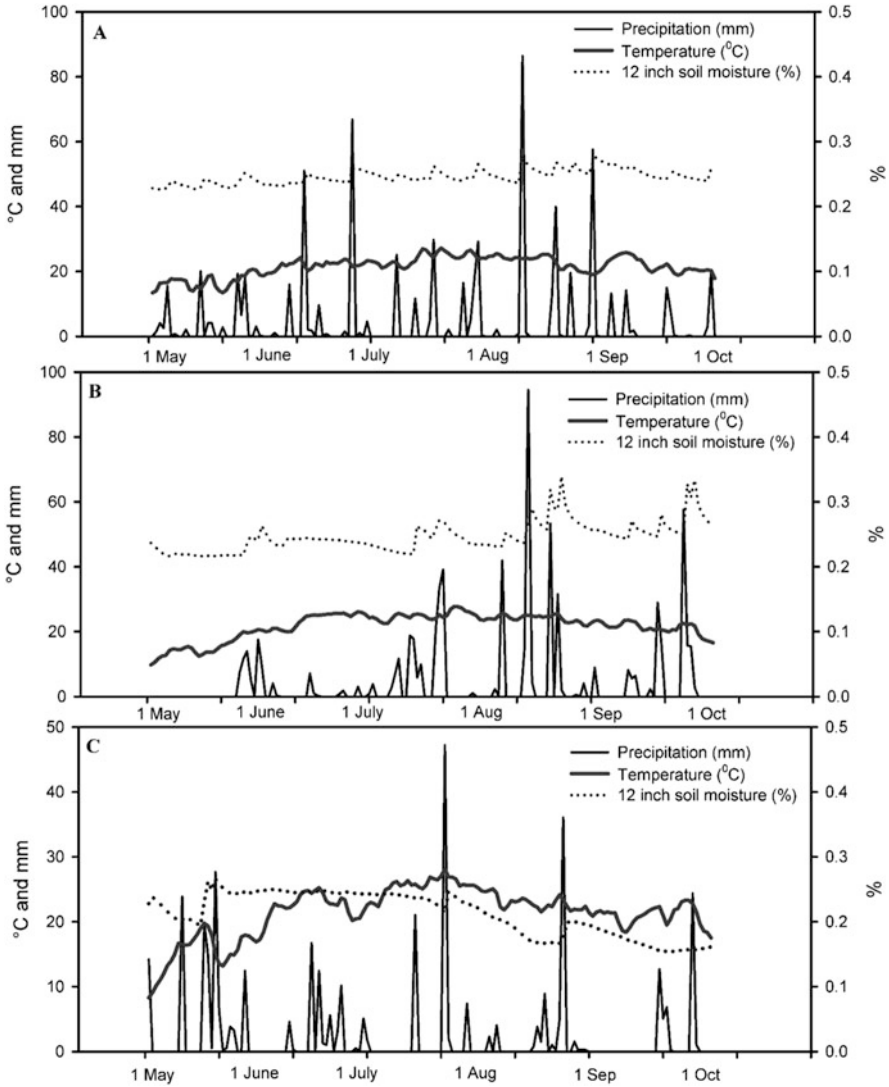 A
Precipitation (mm)
Temperature (⁰C)
12 inch soil moisture (%)
100
80
60
40
20
0
°C and mm
0.5
0.4
0.3
0.2
0.1
0.0
%
1 May 1 June 1 July 1 Aug 1 Sep 1 Oct
B
Precipitation (mm)
Temperature (⁰C)
12 inch soil moisture (%)
100
80
60
40
20
0
°C and mm
0.5
0.4
0.3
0.2
0.1
0.0
%
1 May 1 June 1 July 1 Aug 1 Sep 1 Oct
C
Precipitation (mm)
Temperature (⁰C)
12 inch soil moisture (%)
50
40
30
20
10
0
°C and mm
0.5
0.4
0.3
0.2
0.1
0.0
%
1 May 1 June 1 July 1 Aug 1 Sep 1 Oct